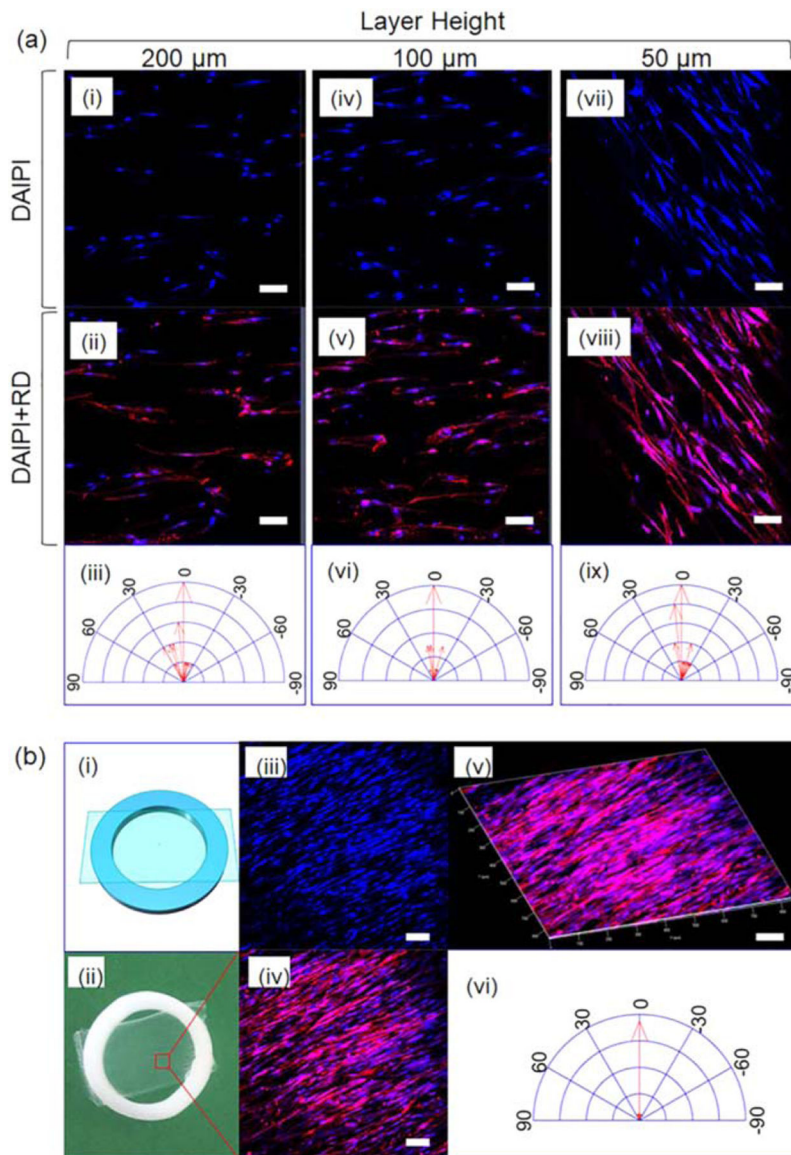 Layer Height
(a)
200 µm 100 µm 50 µm
DAIPI
(i) (iv) (vii)
DAIPI+RD
(ii) (v) (viii)
(iii) (vi) (ix)
90 60 30 0 -30 -60 -90
90 60 30 0 -30 -60 -90
90 60 30 0 -30 -60 -90
(b)
(i) (iii) (v)
(ii) (iv) (vi)
90 60 30 0 -30 -60 -90